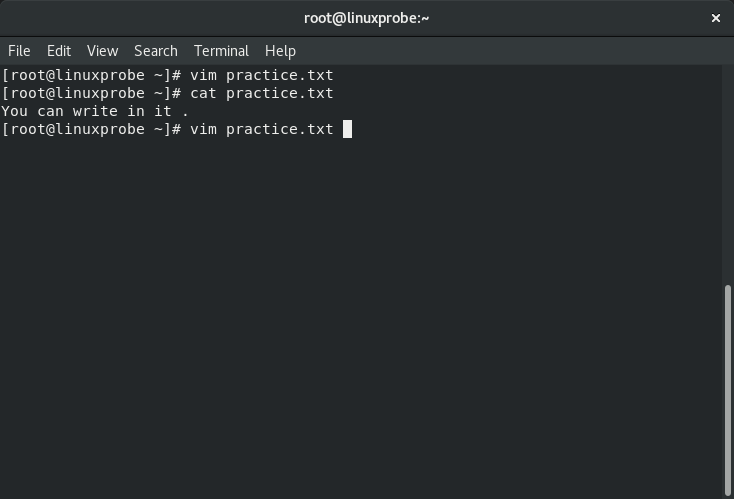 root@linuxprobe:~ ×
File Edit View Search Terminal Help
[root@linuxprobe ~]# vim practice.txt
[root@linuxprobe ~]# cat practice.txt
You can write in it .
[root@linuxprobe ~]# vim practice.txt